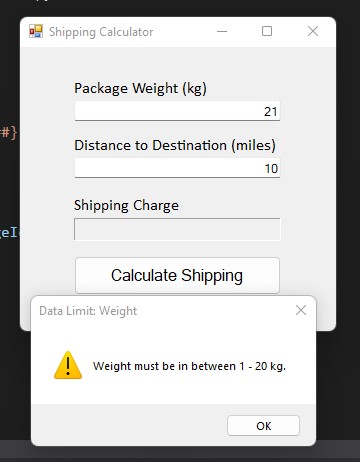 Shipping Calculator
##}
Package Weight (kg)
21
Distance to Destination (miles)
10
Shipping Charge
Calculate Shipping
Data Limit: Weight
Weight must be in between 1 - 20 kg.
OK